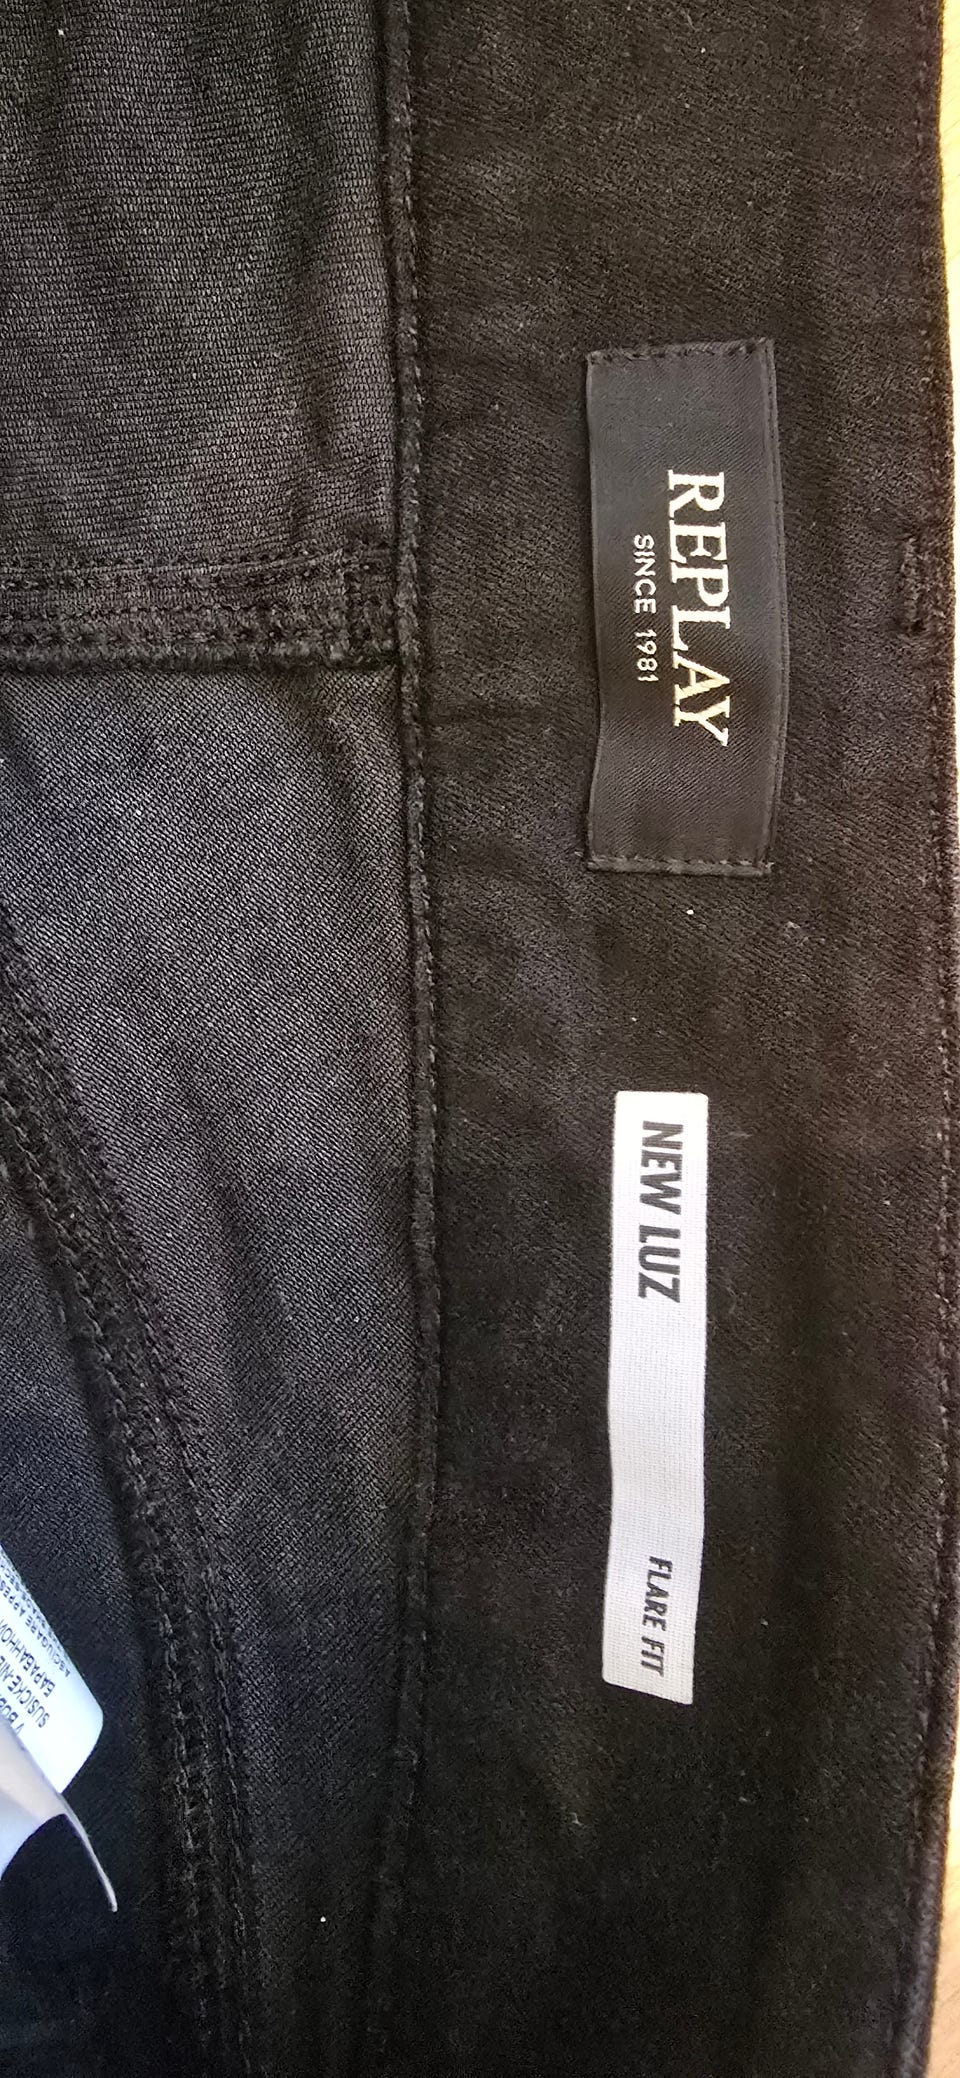 REPLAY
SINCE 1981
NEW LUZ
FLARE FIT